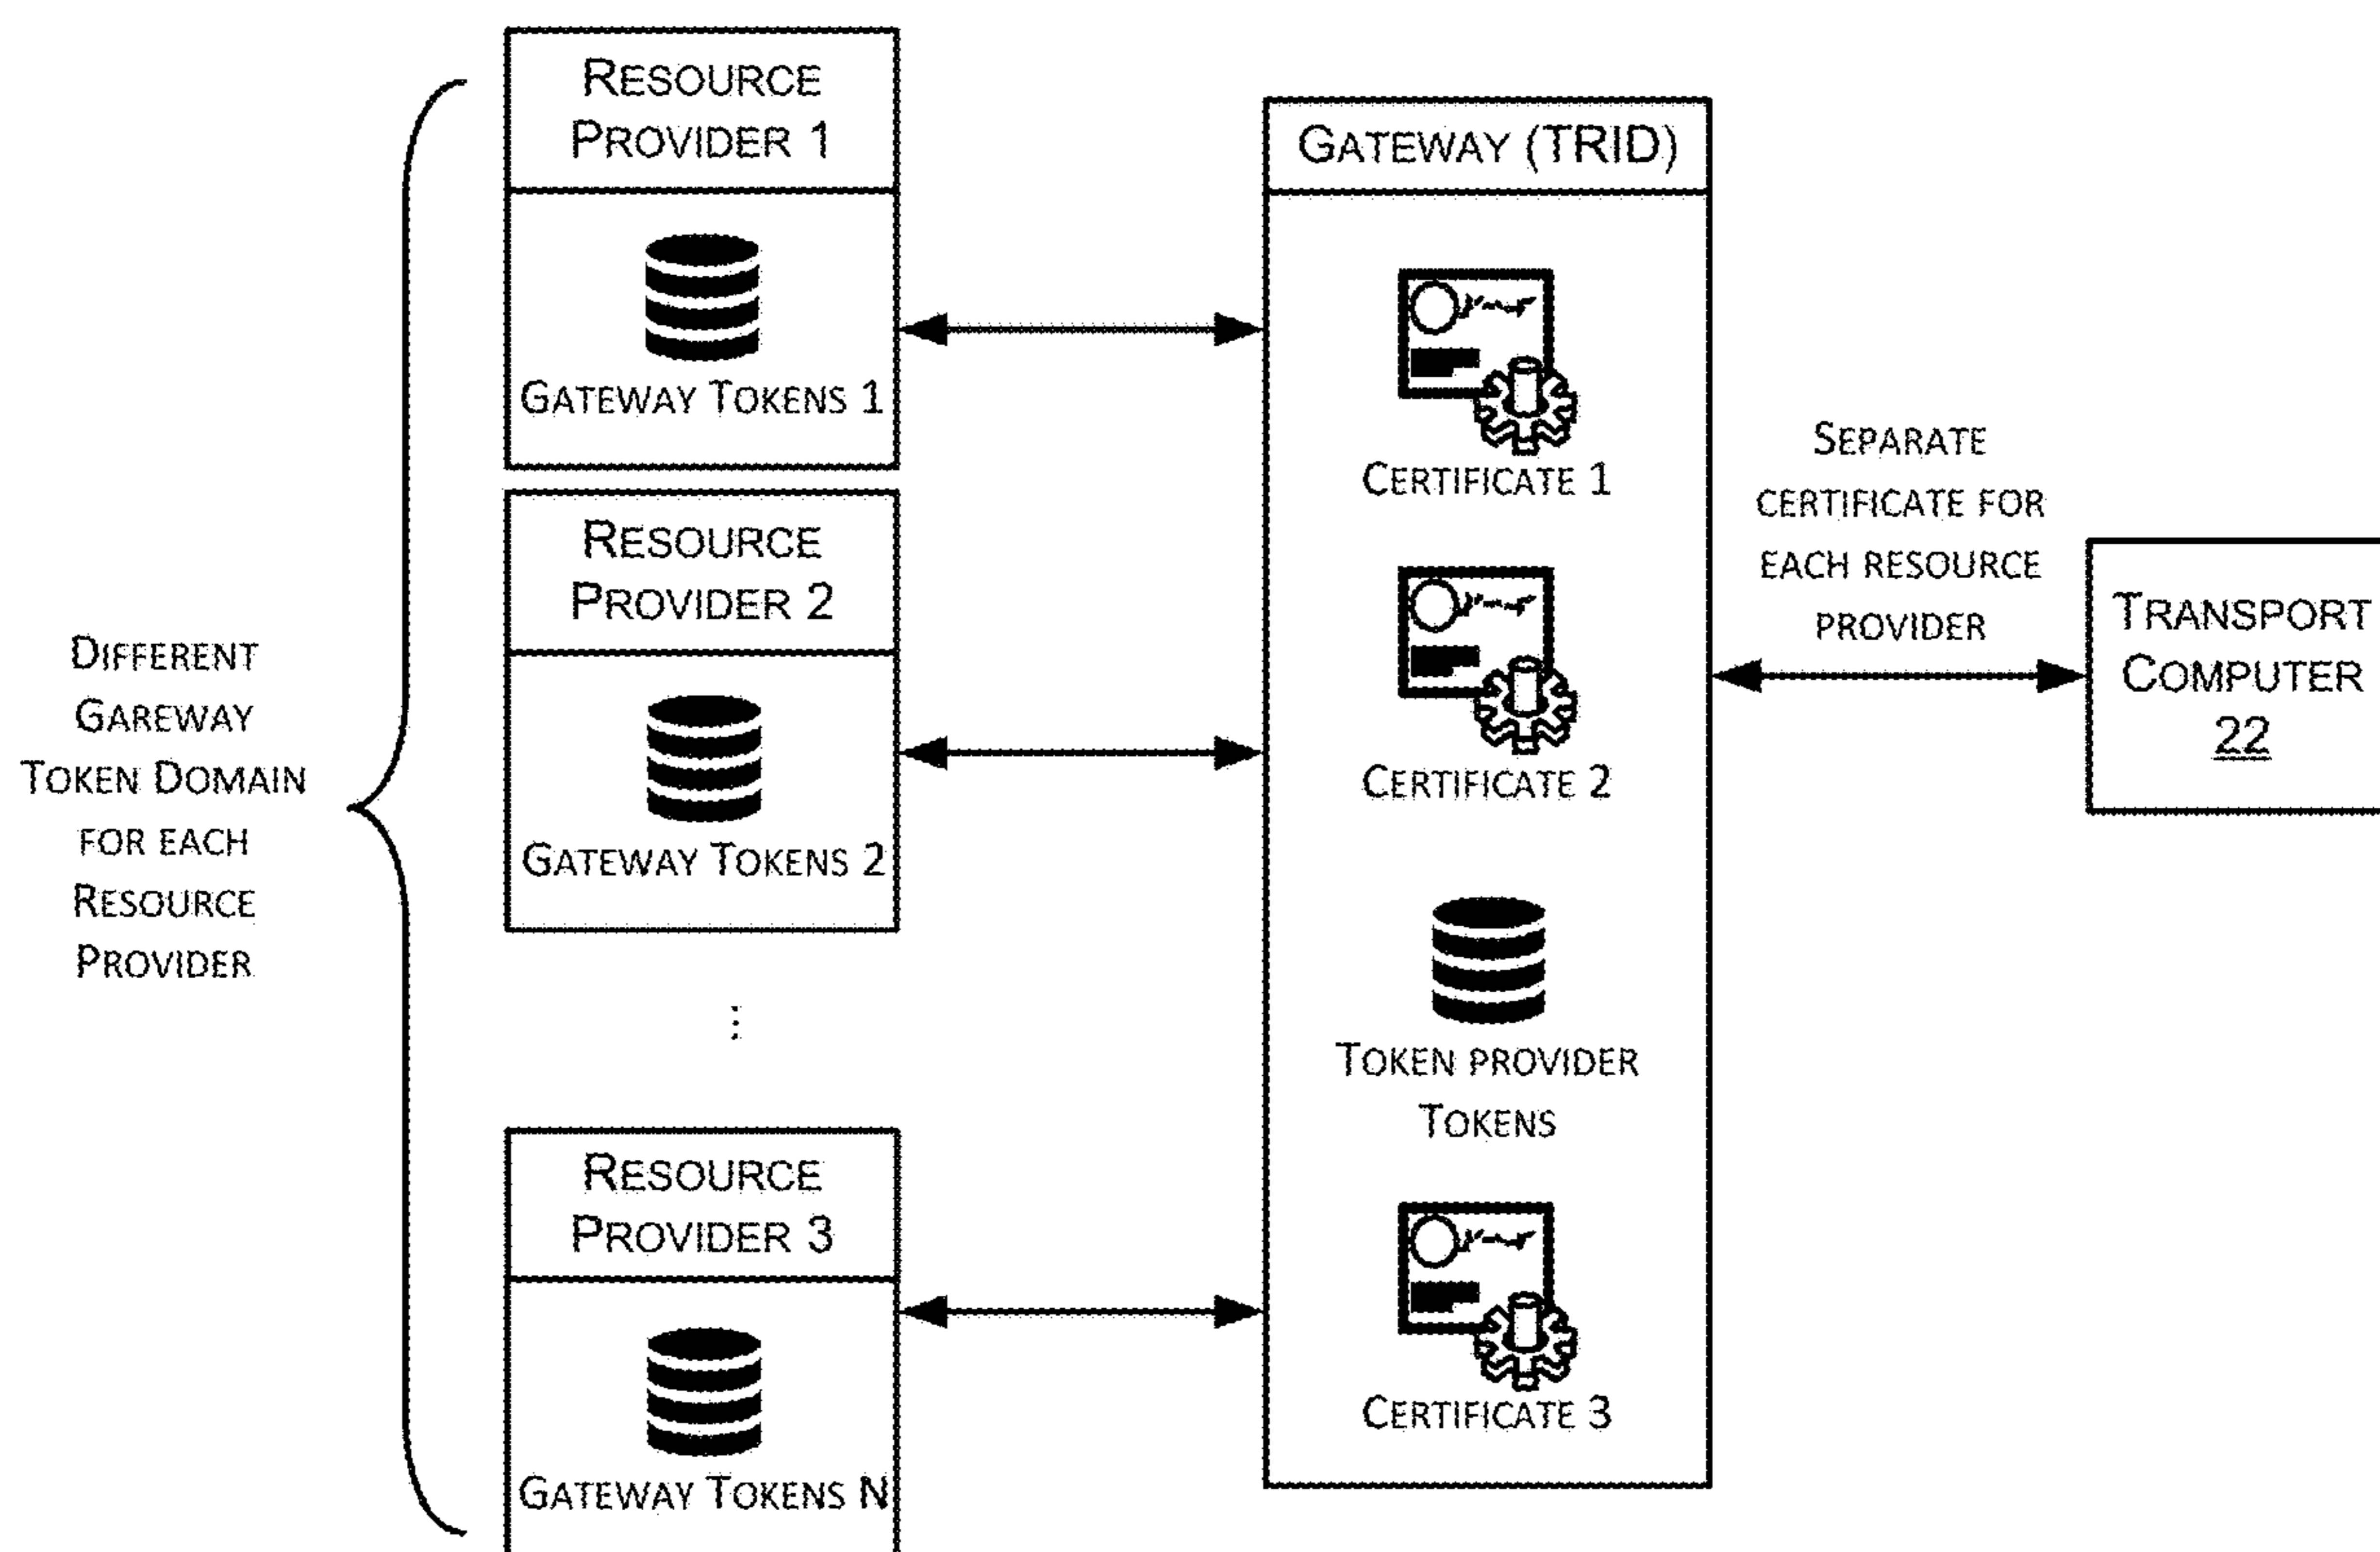 DIFFERENT
GAREWAY
TOKEN DOMAIN
FOR EACH
RESOURCE
PROVIDER
RESOURCE
PROVIDER 1
GATEWAY TOKENS 1
RESOURCE
PROVIDER 2
GATEWAY TOKENS 2
⋮
RESOURCE
PROVIDER 3
GATEWAY TOKENS N
GATEWAY (TRID)
CERTIFICATE 1
CERTIFICATE 2
TOKEN PROVIDER
TOKENS
CERTIFICATE 3
SEPARATE
CERTIFICATE FOR
EACH RESOURCE
PROVIDER
TRANSPORT
COMPUTER
22